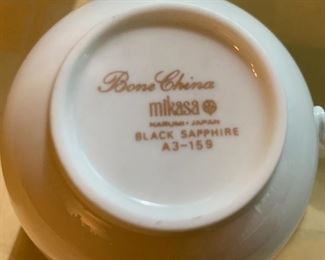 Bone China
mikasa
NARUMI - JAPAN
BLACK SAPPHIRE
A3-159